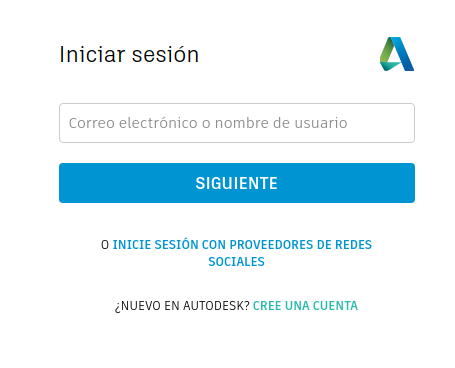 Iniciar sesión
Correo electrónico o nombre de usuario
SIGUIENTE
O INICIE SESIÓN CON PROVEEDORES DE REDES
SOCIALES
¿NUEVO EN AUTODESK? CREE UNA CUENTA